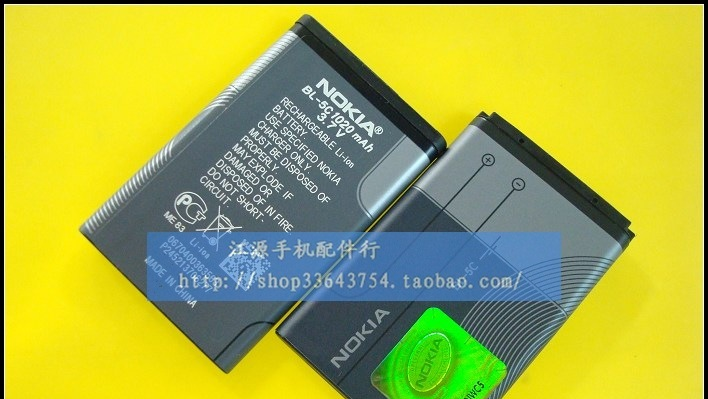 NOKIA
BL-5C 1020 mAh
3.7 V
RECHARGEABLE Li-ion
BATTERY
USE SPECIFIED NOKIA
CHARGER ONLY
MUST BE DISPOSED OF
PROPERLY.
MAY EXPLODE IF
DAMAGED OR
DISPOSED OF IN FIRE.
DO NOT SHORT.
ME 83
Li-ion
MADE IN CHINA
江源手机配件行
http://shop33643754.taobao.com/
NOKIA
NOKIA